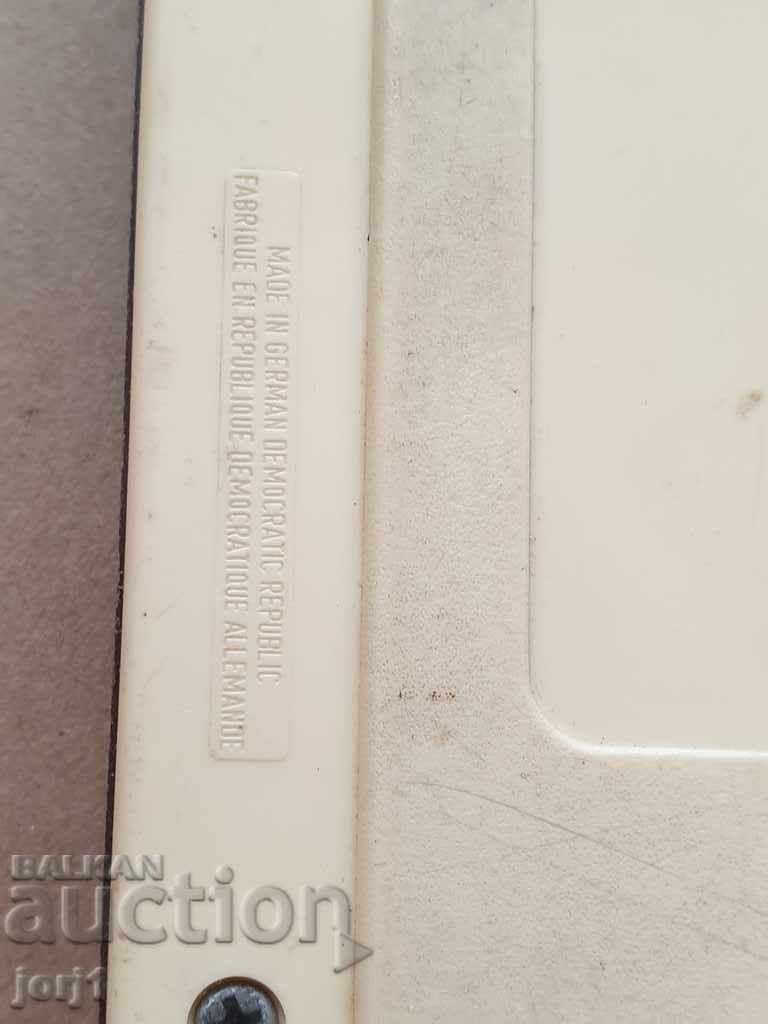 MADE IN GERMAN DEMOCRATIC REPUBLIC
FABRIQUE EN REPUBLIQUE DEMOCRATIQUE ALLEMANDE
BALKAN
auction
jorj1